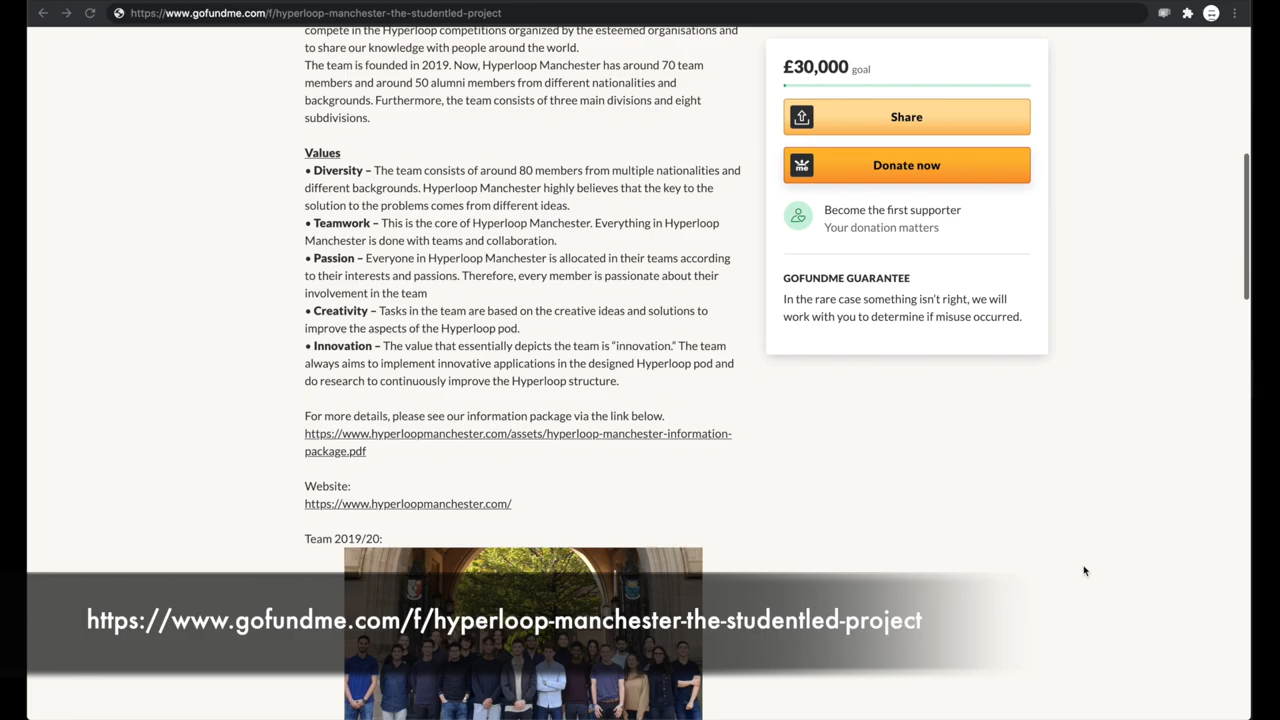 https://www.gofundme.com/f/hyperloop-manchester-the-studentled-project
compete in the Hyperloop competitions organized by the esteemed organisations and
to share our knowledge with people around the world.
The team is founded in 2019. Now, Hyperloop Manchester has around 70 team
members and around 50 alumni members from different nationalities and
backgrounds. Furthermore, the team consists of three main divisions and eight
subdivisions.
Values
• Diversity – The team consists of around 80 members from multiple nationalities and
different backgrounds. Hyperloop Manchester highly believes that the key to the
solution to the problems comes from different ideas.
• Teamwork – This is the core of Hyperloop Manchester. Everything in Hyperloop
Manchester is done with teams and collaboration.
• Passion – Everyone in Hyperloop Manchester is allocated in their teams according
to their interests and passions. Therefore, every member is passionate about their
involvement in the team
• Creativity – Tasks in the team are based on the creative ideas and solutions to
improve the aspects of the Hyperloop pod.
• Innovation – The value that essentially depicts the team is “innovation.” The team
always aims to implement innovative applications in the designed Hyperloop pod and
do research to continuously improve the Hyperloop structure.
For more details, please see our information package via the link below.
https://www.hyperloopmanchester.com/assets/hyperloop-manchester-information-
package.pdf
Website:
https://www.hyperloopmanchester.com/
Team 2019/20:
£30,000 goal
Share
me
Donate now
Become the first supporter
Your donation matters
GOFUNDME GUARANTEE
In the rare case something isn’t right, we will
work with you to determine if misuse occurred.
https://www.gofundme.com/f/hyperloop-manchester-the-studentled-project